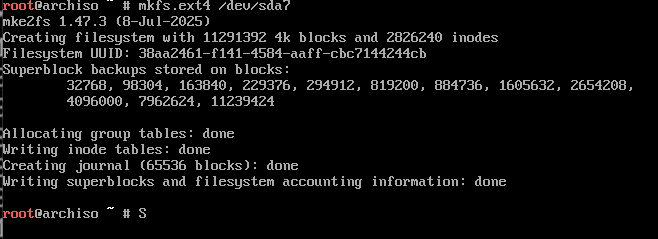 root@archiso ~ # mkfs.ext4 /dev/sda7
mke2fs 1.47.3 (8-Jul-2025)
Creating filesystem with 11291392 4k blocks and 2826240 inodes
Filesystem UUID: 38aa2461-f141-4584-aaff-cbc7144244cb
Superblock backups stored on blocks:
32768, 98304, 163840, 229376, 294912, 819200, 884736, 1605632, 2654208,
4096000, 7962624, 11239424
Allocating group tables: done
Writing inode tables: done
Creating journal (65536 blocks): done
Writing superblocks and filesystem accounting information: done
root@archiso ~ # S